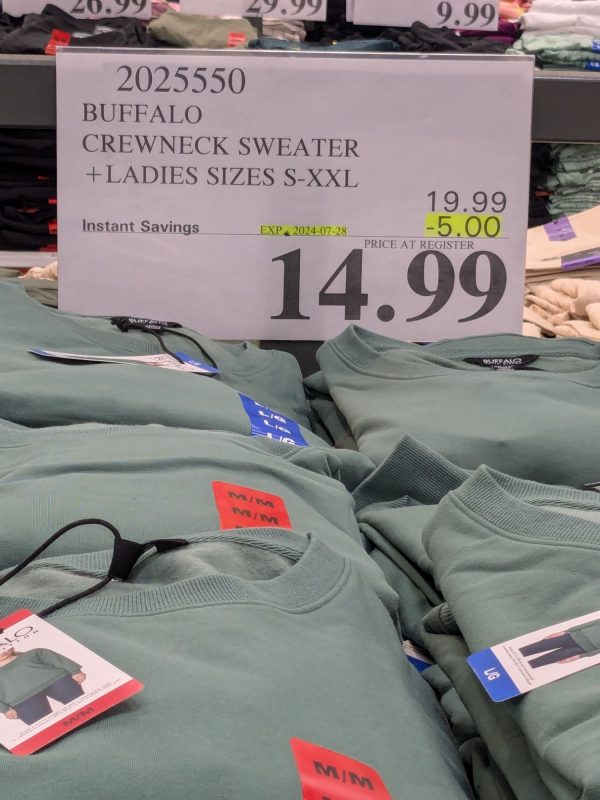 26.99
29.99
9.99
2025550
BUFFALO
CREWNECK SWEATER
+LADIES SIZES S-XXL
19.99
Instant Savings
EXP. 2024-07-28
-5.00
PRICE AT REGISTER
14.99
BUFFALO
BUFFALO
L/G
L/G
L/G
M/M
M/M
L/G
M/M
M/M